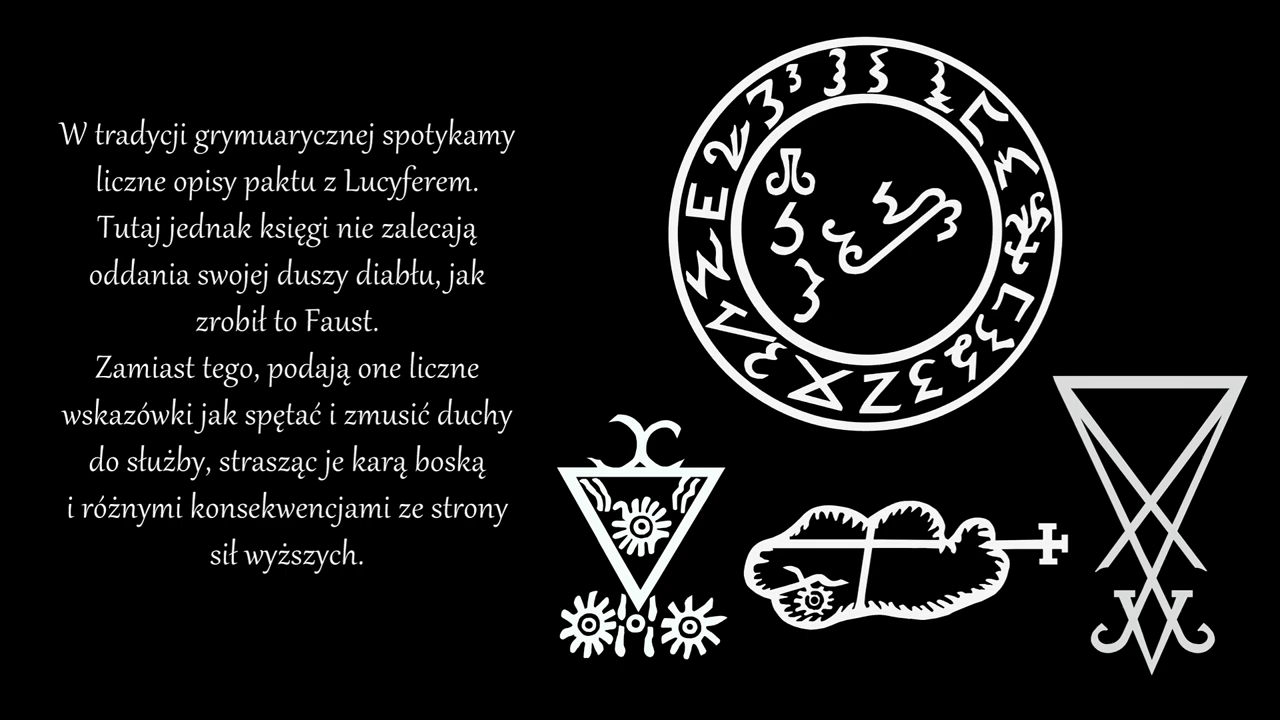 W tradycji grymuarycznej spotykamy
liczne opisy paktu z Lucyferem.
Tutaj jednak księgi nie zalecają
oddania swojej duszy diabłu, jak
zrobił to Faust.
Zamiast tego, podają one liczne
wskazówki jak spętać i zmusić duchy
do służby, strasząc je karą boską
i różnymi konsekwencjami ze strony
sił wyższych.